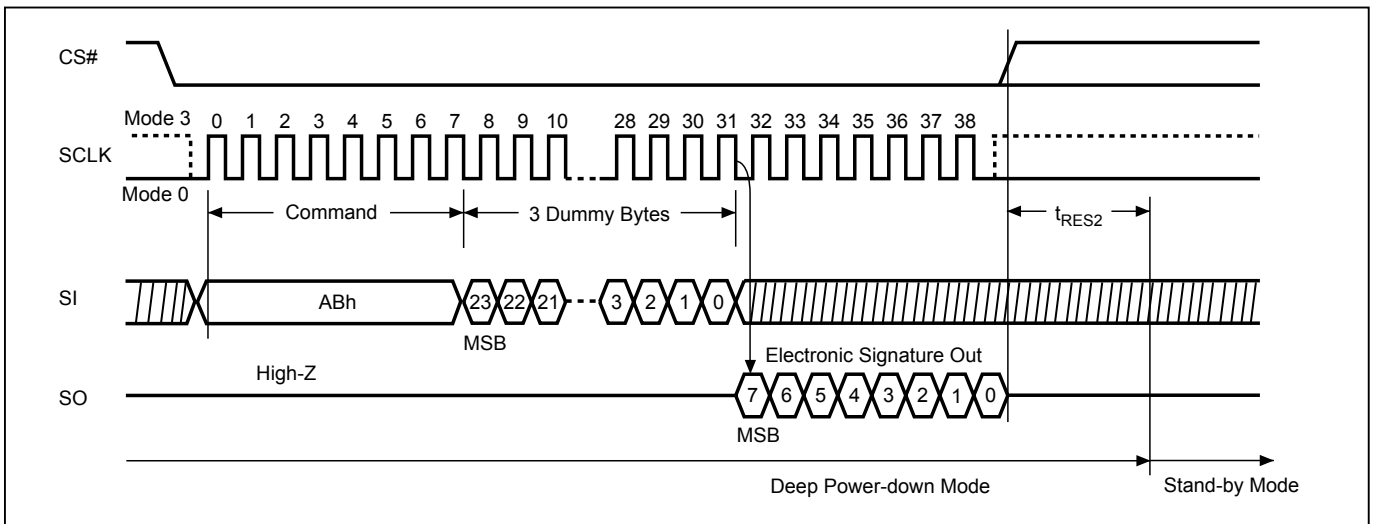 CS#
Mode 3 0 1 2 3 4 5 6 7 8 9 10 28 29 30 31 32 33 34 35 36 37 38
SCLK
Mode 0
Command 3 Dummy Bytes tRES2
SI ABh 23 22 21 3 2 1 0
MSB
High-Z Electronic Signature Out
SO 7 6 5 4 3 2 1 0
MSB
Deep Power-down Mode Stand-by Mode